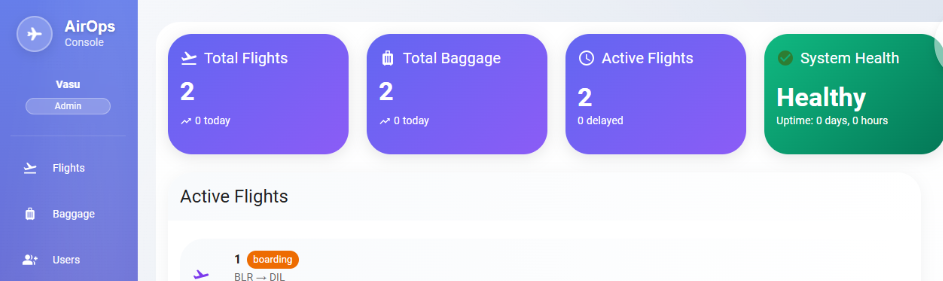 AirOps
Console
Vasu
Admin
Flights
Baggage
Users
Total Flights
2
0 today
Total Baggage
2
0 today
Active Flights
2
0 delayed
System Health
Healthy
Uptime: 0 days, 0 hours
Active Flights
1 boarding
BLR → DIL